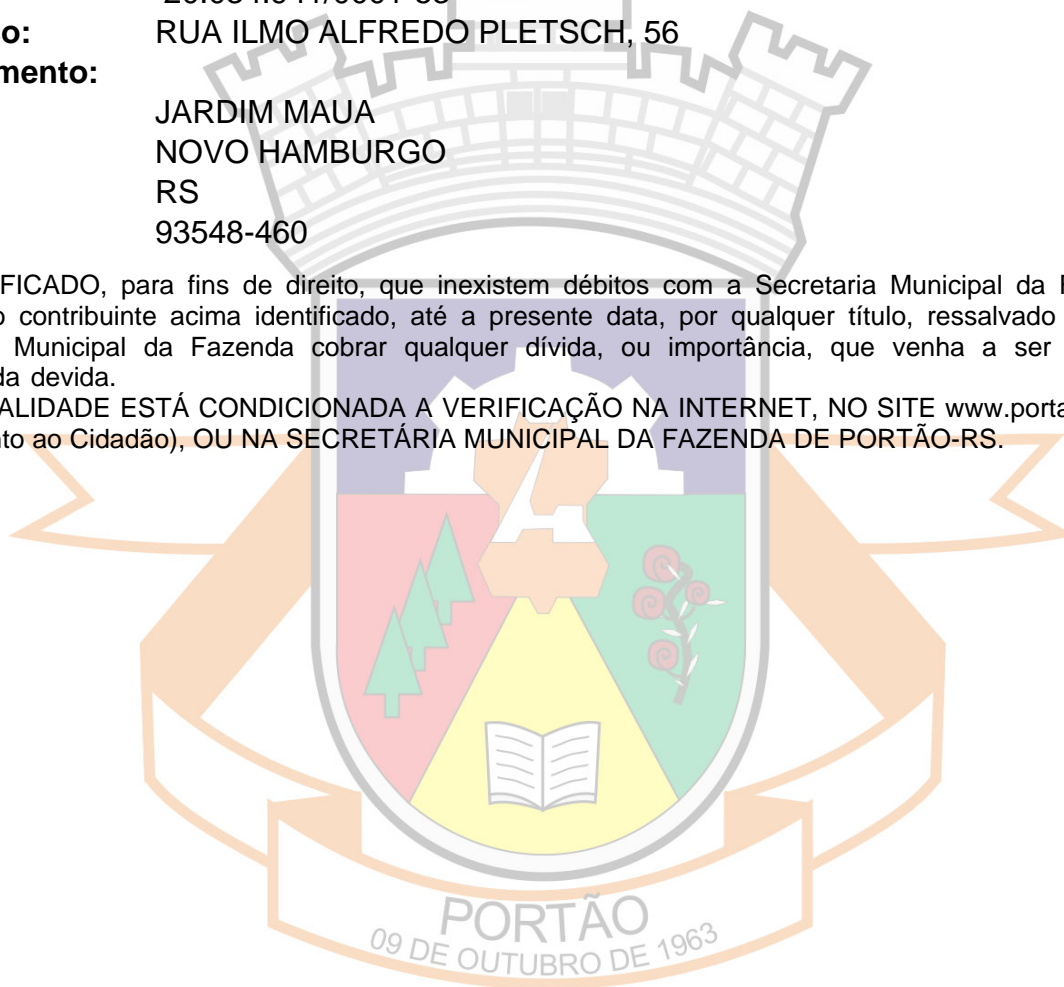 o: RUA ILMO ALFREDO PLETSCH, 56
mento:
JARDIM MAUA
NOVO HAMBURGO
RS
93548-460
FICADO, para fins de direito, que inexistem débitos com a Secretaria Municipal da
o contribuinte acima identificado, até a presente data, por qualquer título, ressalvado
Municipal da Fazenda cobrar qualquer dívida, ou importância, que venha a ser
da devida.
ALIDADE ESTÁ CONDICIONADA A VERIFICAÇÃO NA INTERNET, NO SITE www.porta
nto ao Cidadão), OU NA SECRETÁRIA MUNICIPAL DA FAZENDA DE PORTÃO-RS.
PORTÃO
09 DE OUTUBRO DE 1963